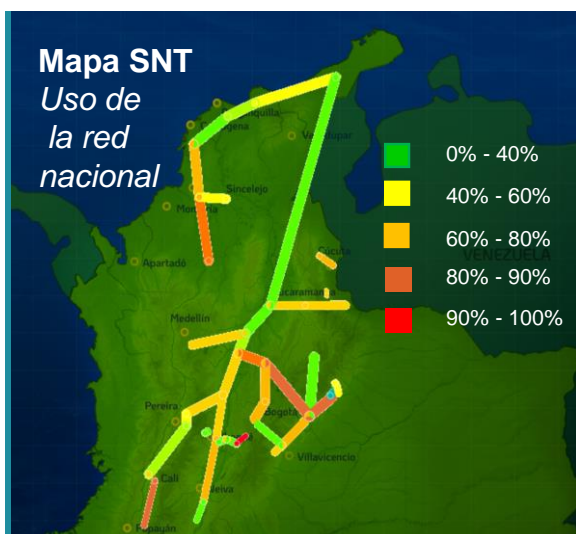 Mapa SNT
Uso de
la red
nacional
0% - 40%
40% - 60%
60% - 80%
80% - 90%
90% - 100%
Sincelejo
Apartadó
Cúcuta
VENEZUELA
Medellín
Pereira
Bogotá
Villavicencio
Cali
Neiva
Popayán